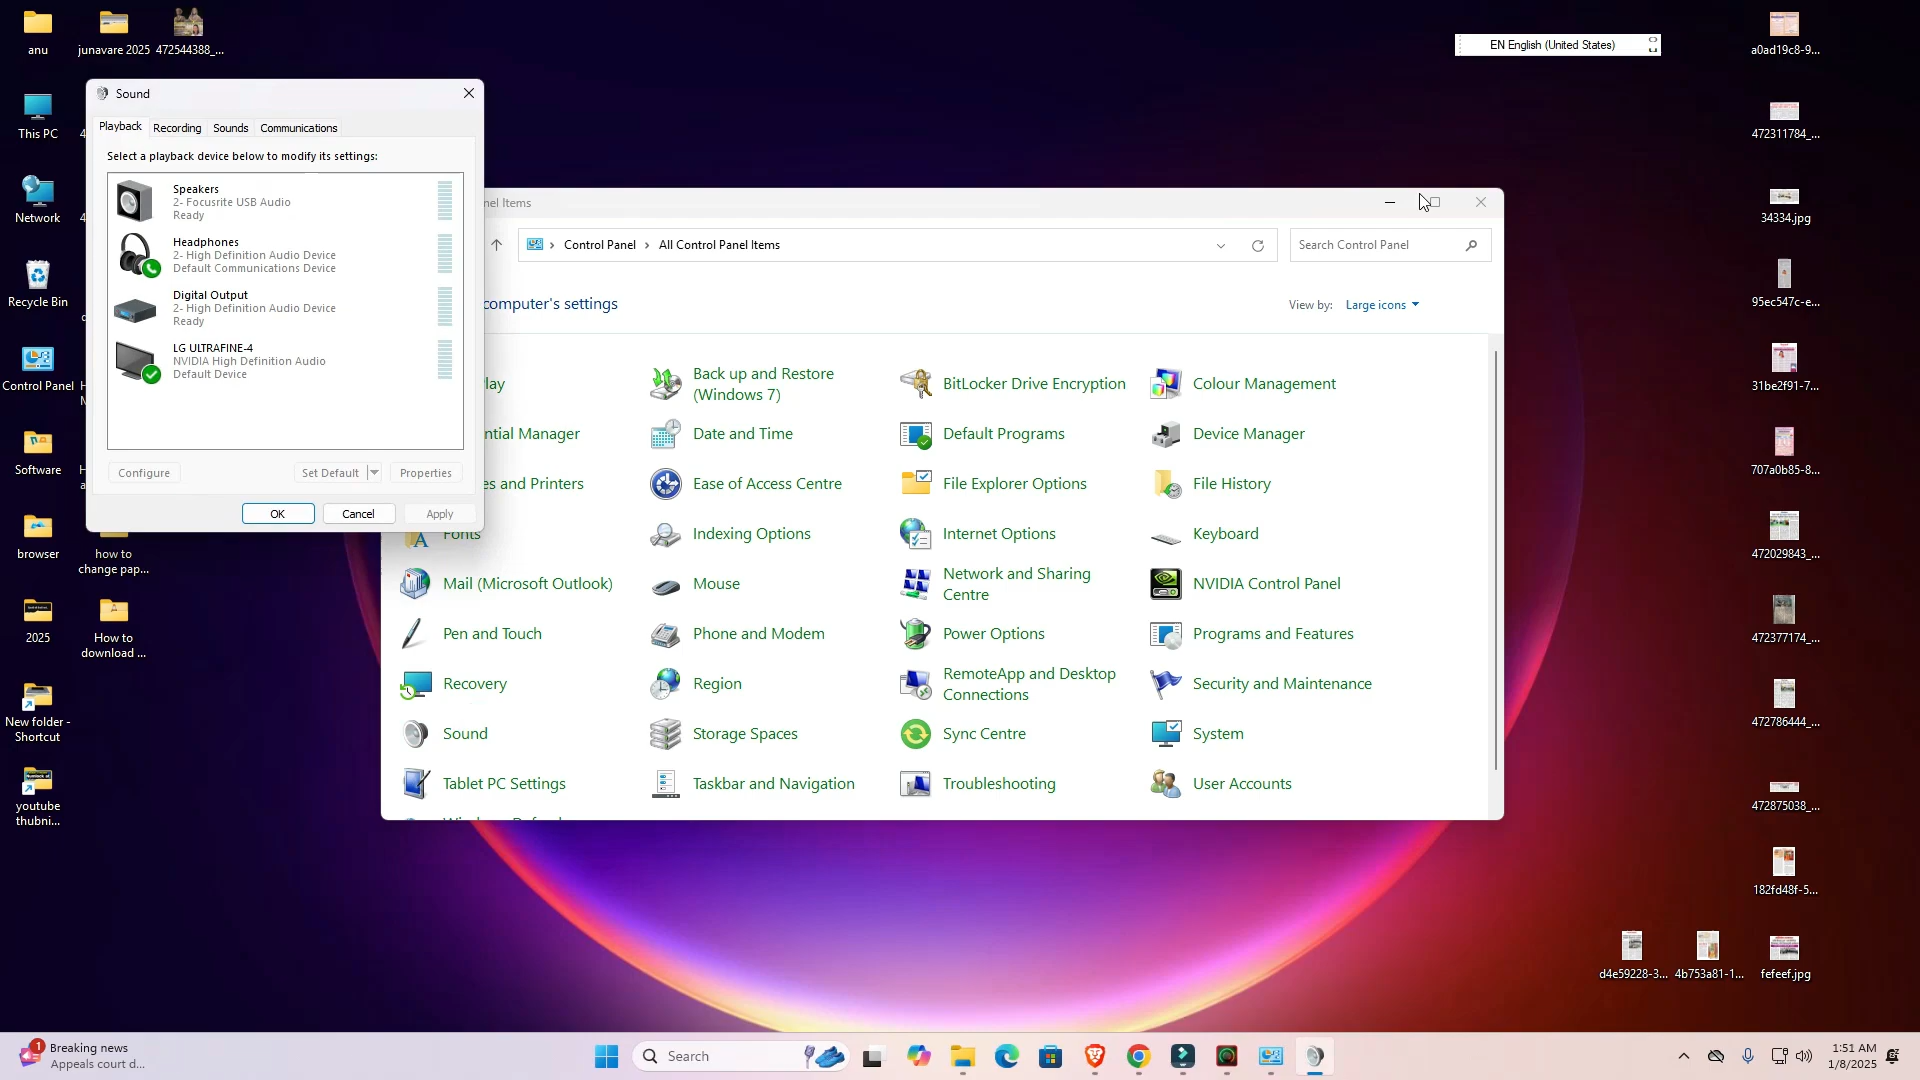 anu
junavare 2025
472544388_...
This PC
Network
Recycle Bin
Control Panel
Software
browser
how to
change pap...
2025
How to
download ...
New folder -
Shortcut
youtube
thubni...
Sound
Playback
Recording
Sounds
Communications
Select a playback device below to modify its settings:
Speakers
2- Focusrite USB Audio
Ready
Headphones
2- High Definition Audio Device
Default Communications Device
Digital Output
2- High Definition Audio Device
Ready
LG ULTRAFINE-4
NVIDIA High Definition Audio
Default Device
Configure
Set Default
Properties
OK
Cancel
Apply
nel Items
Control Panel
All Control Panel Items
Search Control Panel
computer's settings
View by:
Large icons
lay
Back up and Restore
(Windows 7)
BitLocker Drive Encryption
Colour Management
ntial Manager
Date and Time
Default Programs
Device Manager
es and Printers
Ease of Access Centre
File Explorer Options
File History
Fonts
Indexing Options
Internet Options
Keyboard
Mail (Microsoft Outlook)
Mouse
Network and Sharing
Centre
NVIDIA Control Panel
Pen and Touch
Phone and Modem
Power Options
Programs and Features
Recovery
Region
RemoteApp and Desktop
Connections
Security and Maintenance
Sound
Storage Spaces
Sync Centre
System
Tablet PC Settings
Taskbar and Navigation
Troubleshooting
User Accounts
EN English (United States)
a0ad19c8-9...
472311784_...
34334.jpg
95ec547c-e...
31be2f91-7...
707a0b85-8...
472029843_...
472377174_...
472786444_...
472875038_...
182fd48f-5...
d4e59228-3...
4b753a81-1...
fefeef.jpg
1
Breaking news
Appeals court d...
Search
1:51 AM
1/8/2025